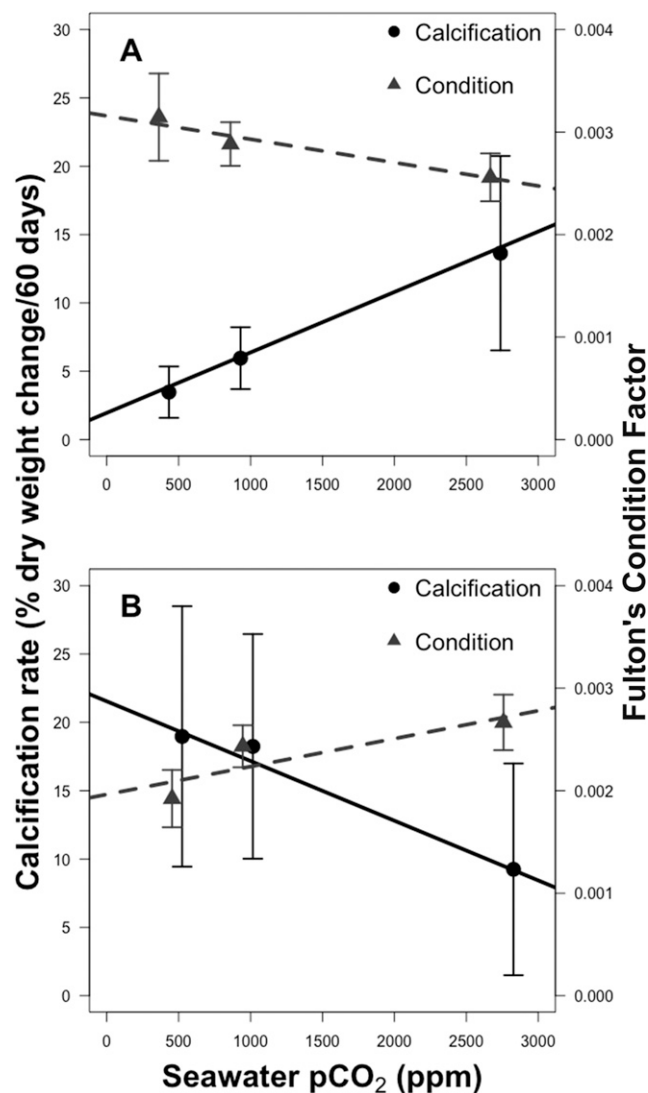 A
Calcification
Condition
30
25
20
15
10
5
0
0.004
0.003
0.002
0.001
0.000
0 500 1000 1500 2000 2500 3000
B
Calcification
Condition
30
25
20
15
10
5
0
0.004
0.003
0.002
0.001
0.000
0 500 1000 1500 2000 2500 3000
Calcification rate (% dry weight change/60 days)
Fulton's Condition Factor
Seawater pCO₂ (ppm)